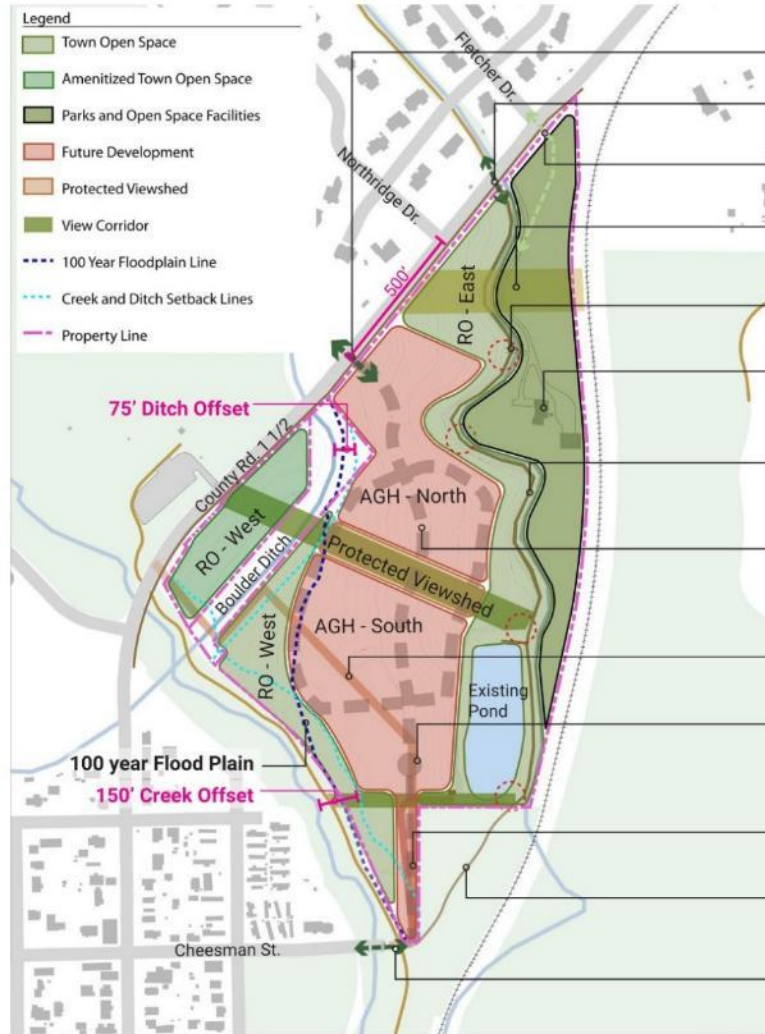 Legend
Town Open Space
Amenitized Town Open Space
Parks and Open Space Facilities
Future Development
Protected Viewshed
View Corridor
100 Year Floodplain Line
Creek and Ditch Setback Lines
Property Line
Fletcher Dr.
Northridge Dr.
500'
RO - East
75' Ditch Offset
County Rd. 1 1/2
AGH - North
RO - West
Boulder Ditch
Protected Viewshed
AGH - South
RO - West
Existing
Pond
100 year Flood Plain
150' Creek Offset
Cheesman St.